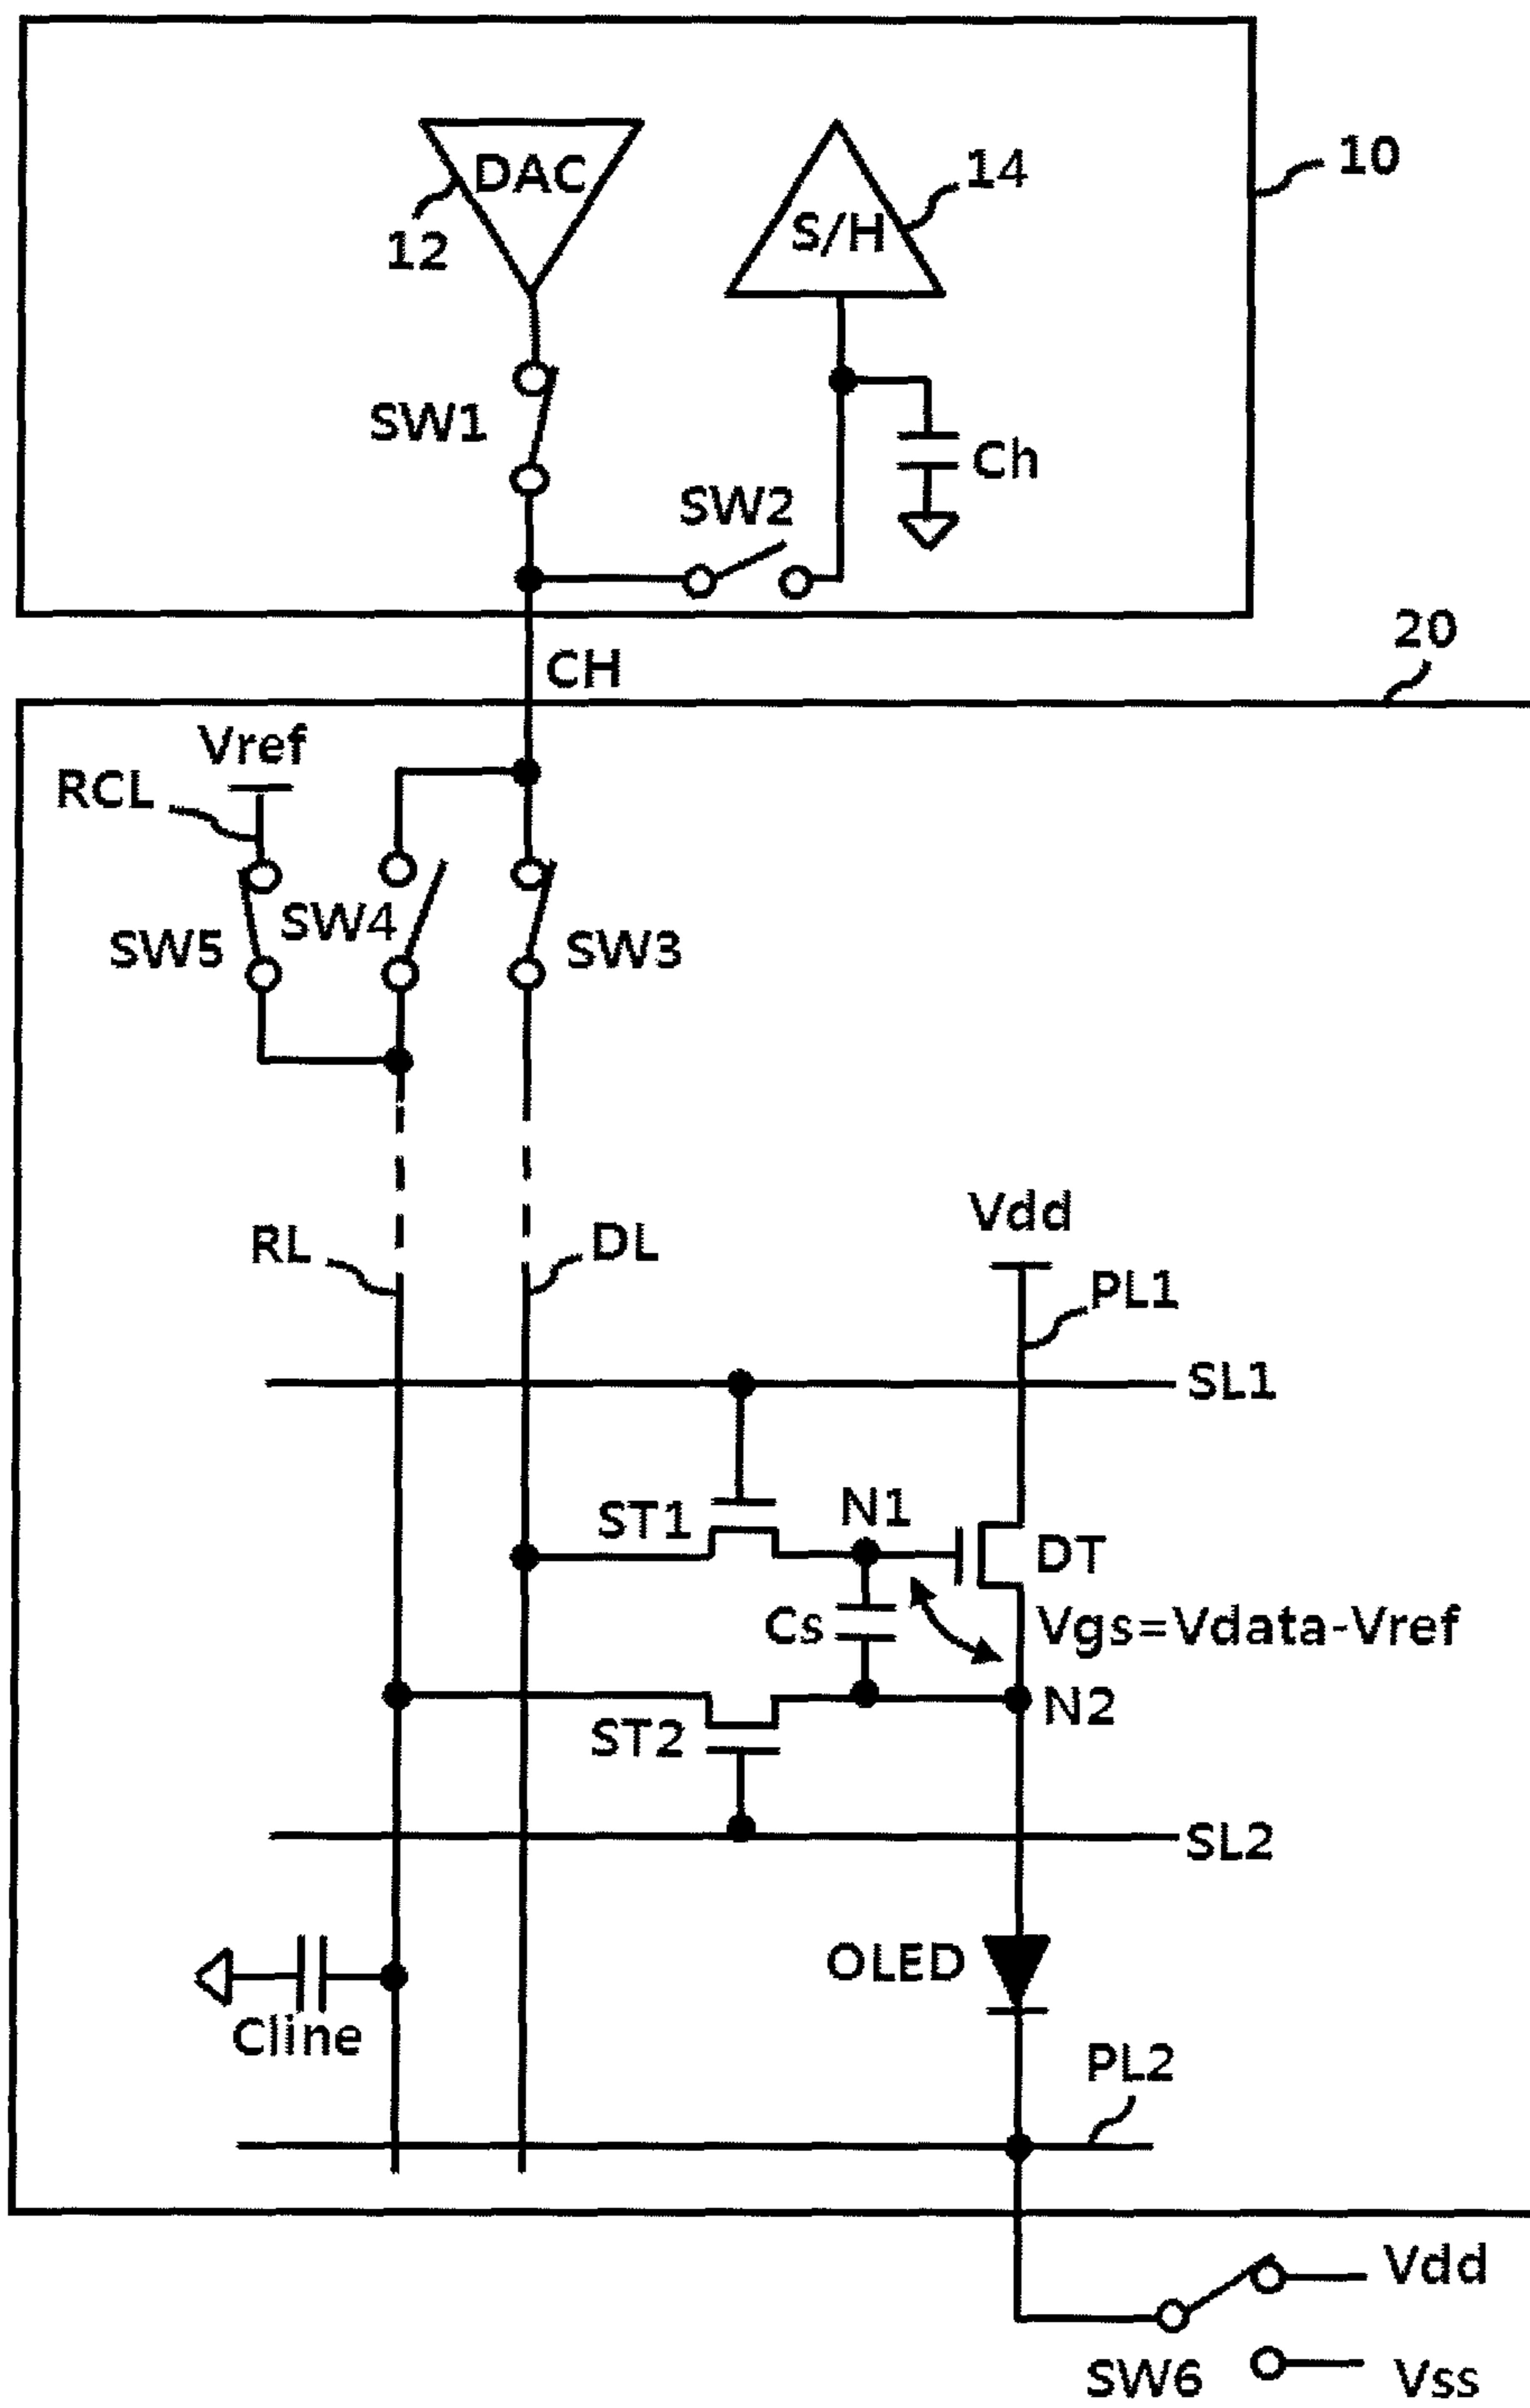 DAC
12
S/H
14
10
SW1
Ch
SW2
CH
20
Vref
RCL
SW5
SW4
SW3
RL
DL
Vdd
PL1
SL1
ST1
N1
DT
Cs
Vgs=Vdata-Vref
ST2
N2
SL2
OLED
Cline
PL2
Vdd
SW6
Vss